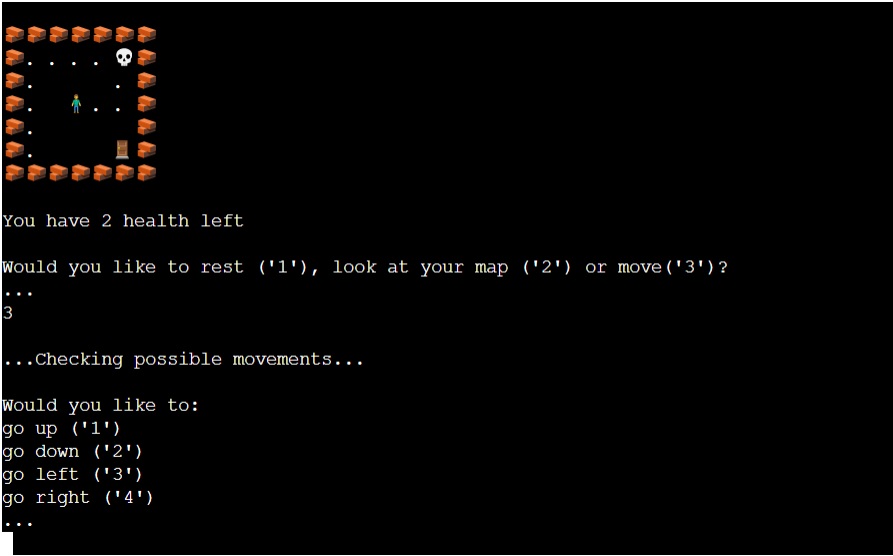 You have 2 health left
Would you like to rest ('1'), look at your map ('2') or move('3')?
...
3
...Checking possible movements...
Would you like to:
go up ('1')
go down ('2')
go left ('3')
go right ('4')
...